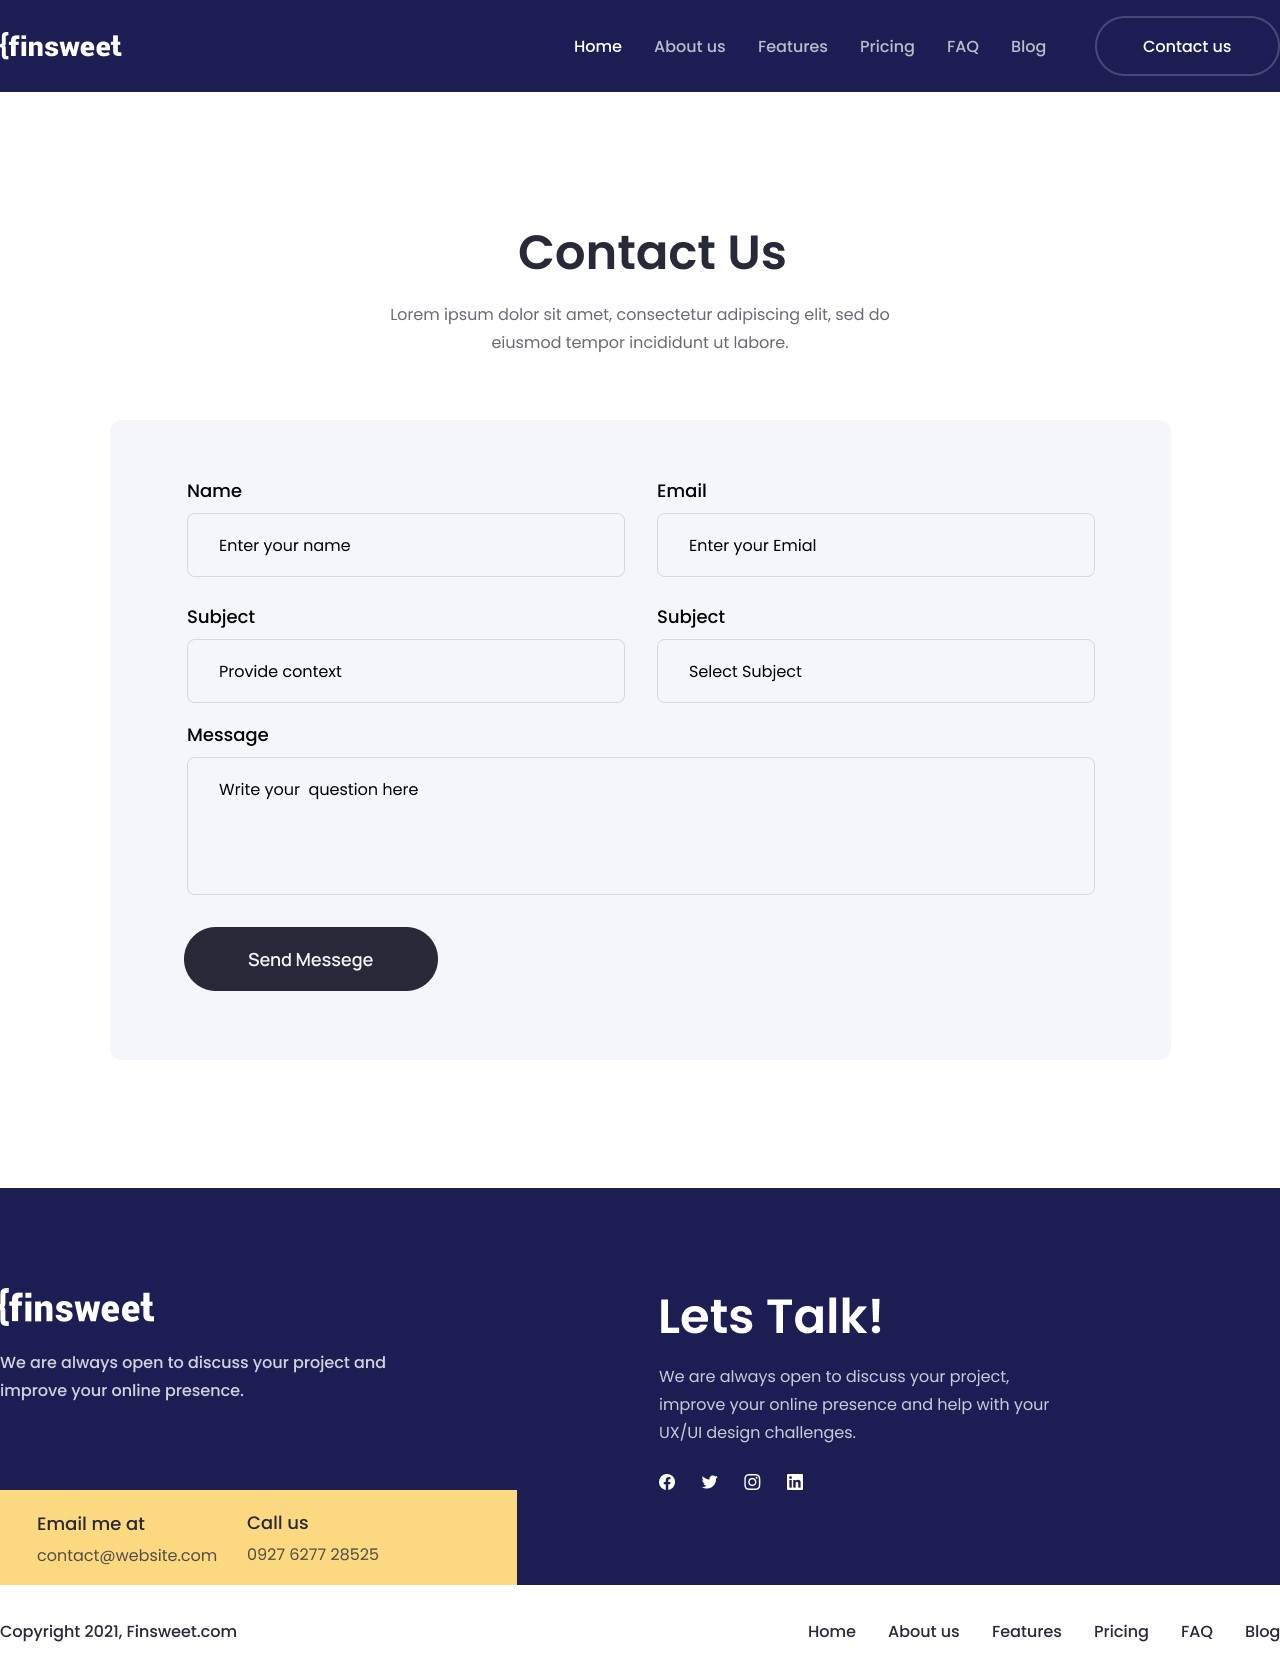 {finsweet
Home About us Features Pricing FAQ Blog Contact us
Contact Us
Lorem ipsum dolor sit amet, consectetur adipiscing elit, sed do
eiusmod tempor incididunt ut labore.
Name Email
Enter your name Enter your Emial
Subject Subject
Provide context Select Subject
Message
Write your  question here
Send Messege
{finsweet
We are always open to discuss your project and
improve your online presence.
Lets Talk!
We are always open to discuss your project,
improve your online presence and help with your
UX/UI design challenges.
Email me at Call us
contact@website.com 0927 6277 28525
Copyright 2021, Finsweet.com
Home About us Features Pricing FAQ Blog